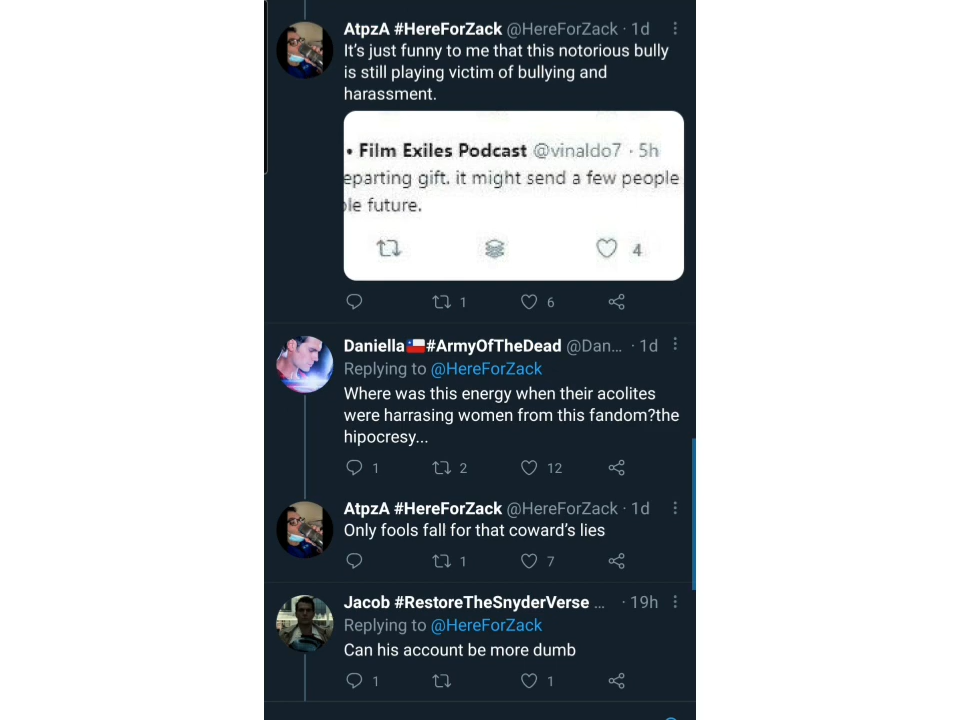 AtpzA #HereForZack @HereForZack · 1d
It's just funny to me that this notorious bully
is still playing victim of bullying and
harassment.
• Film Exiles Podcast @vinaldo7 · 5h
eparting gift. it might send a few people
ble future.
4
1 6
Daniella🇨🇱#ArmyOfTheDead @Dan... · 1d
Replying to @HereForZack
Where was this energy when their acolites
were harrasing women from this fandom?the
hipocresy...
1 2 12
AtpzA #HereForZack @HereForZack · 1d
Only fools fall for that coward's lies
1 7
Jacob #RestoreTheSnyderVerse ... · 19h
Replying to @HereForZack
Can his account be more dumb
1 1